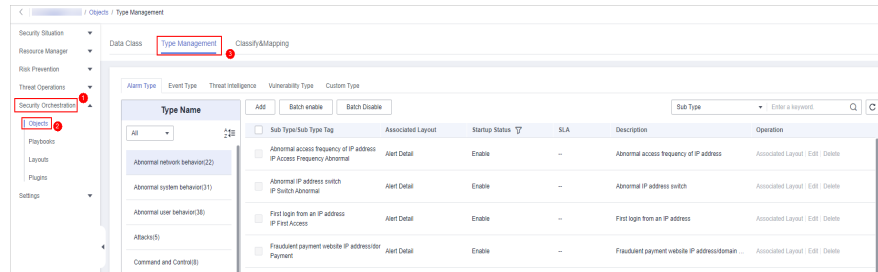 / Objects / Type Management
Security Situation
Resource Manager
Risk Prevention
Threat Operations
Security Orchestration 1
Objects 2
Playbooks
Layouts
Plugins
Settings
Data Class Type Management Classify&Mapping
3
Alarm Type Event Type Threat Intelligence Vulnerability Type Custom Type
Type Name
All
Abnormal network behavior(22)
Abnormal system behavior(31)
Abnormal user behavior(38)
Attacks(5)
Command and Control(8)
Add Batch enable Batch Disable Sub Type Enter a keyword.
Sub Type/Sub Type Tag Associated Layout Startup Status SLA Description Operation
Abnormal access frequency of IP address
IP Access Frequency Abnormal
Alert Detail Enable -- Abnormal access frequency of IP address Associated Layout Edit Delete
Abnormal IP address switch
IP Switch Abnormal
Alert Detail Enable -- Abnormal IP address switch Associated Layout Edit Delete
First login from an IP address
IP First Access
Alert Detail Enable -- First login from an IP address Associated Layout Edit Delete
Fraudulent payment website IP address/dor
Payment
Alert Detail Enable -- Fraudulent payment website IP address/domain ... Associated Layout Edit Delete